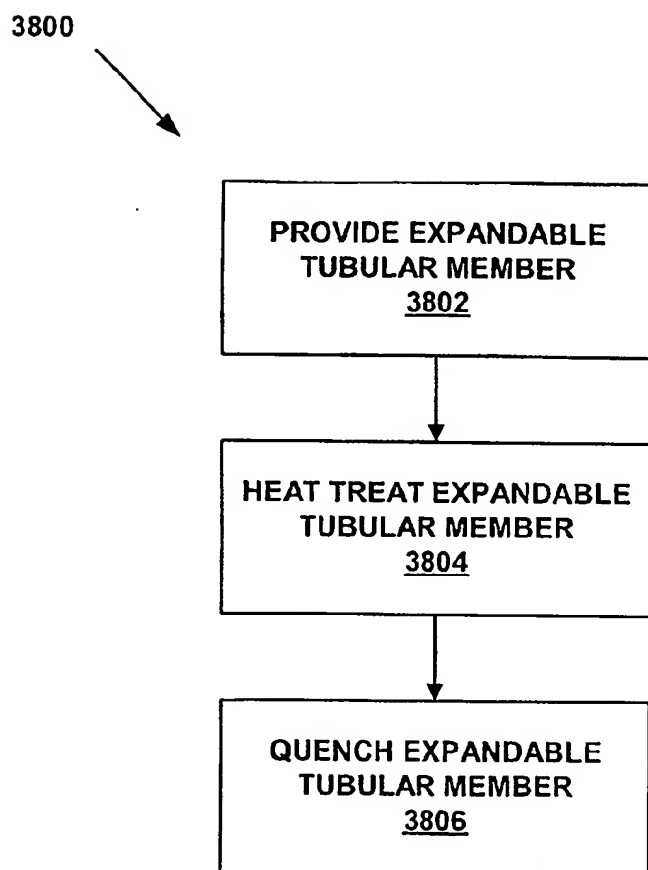 3800
PROVIDE EXPANDABLE
TUBULAR MEMBER
3802
HEAT TREAT EXPANDABLE
TUBULAR MEMBER
3804
QUENCH EXPANDABLE
TUBULAR MEMBER
3806